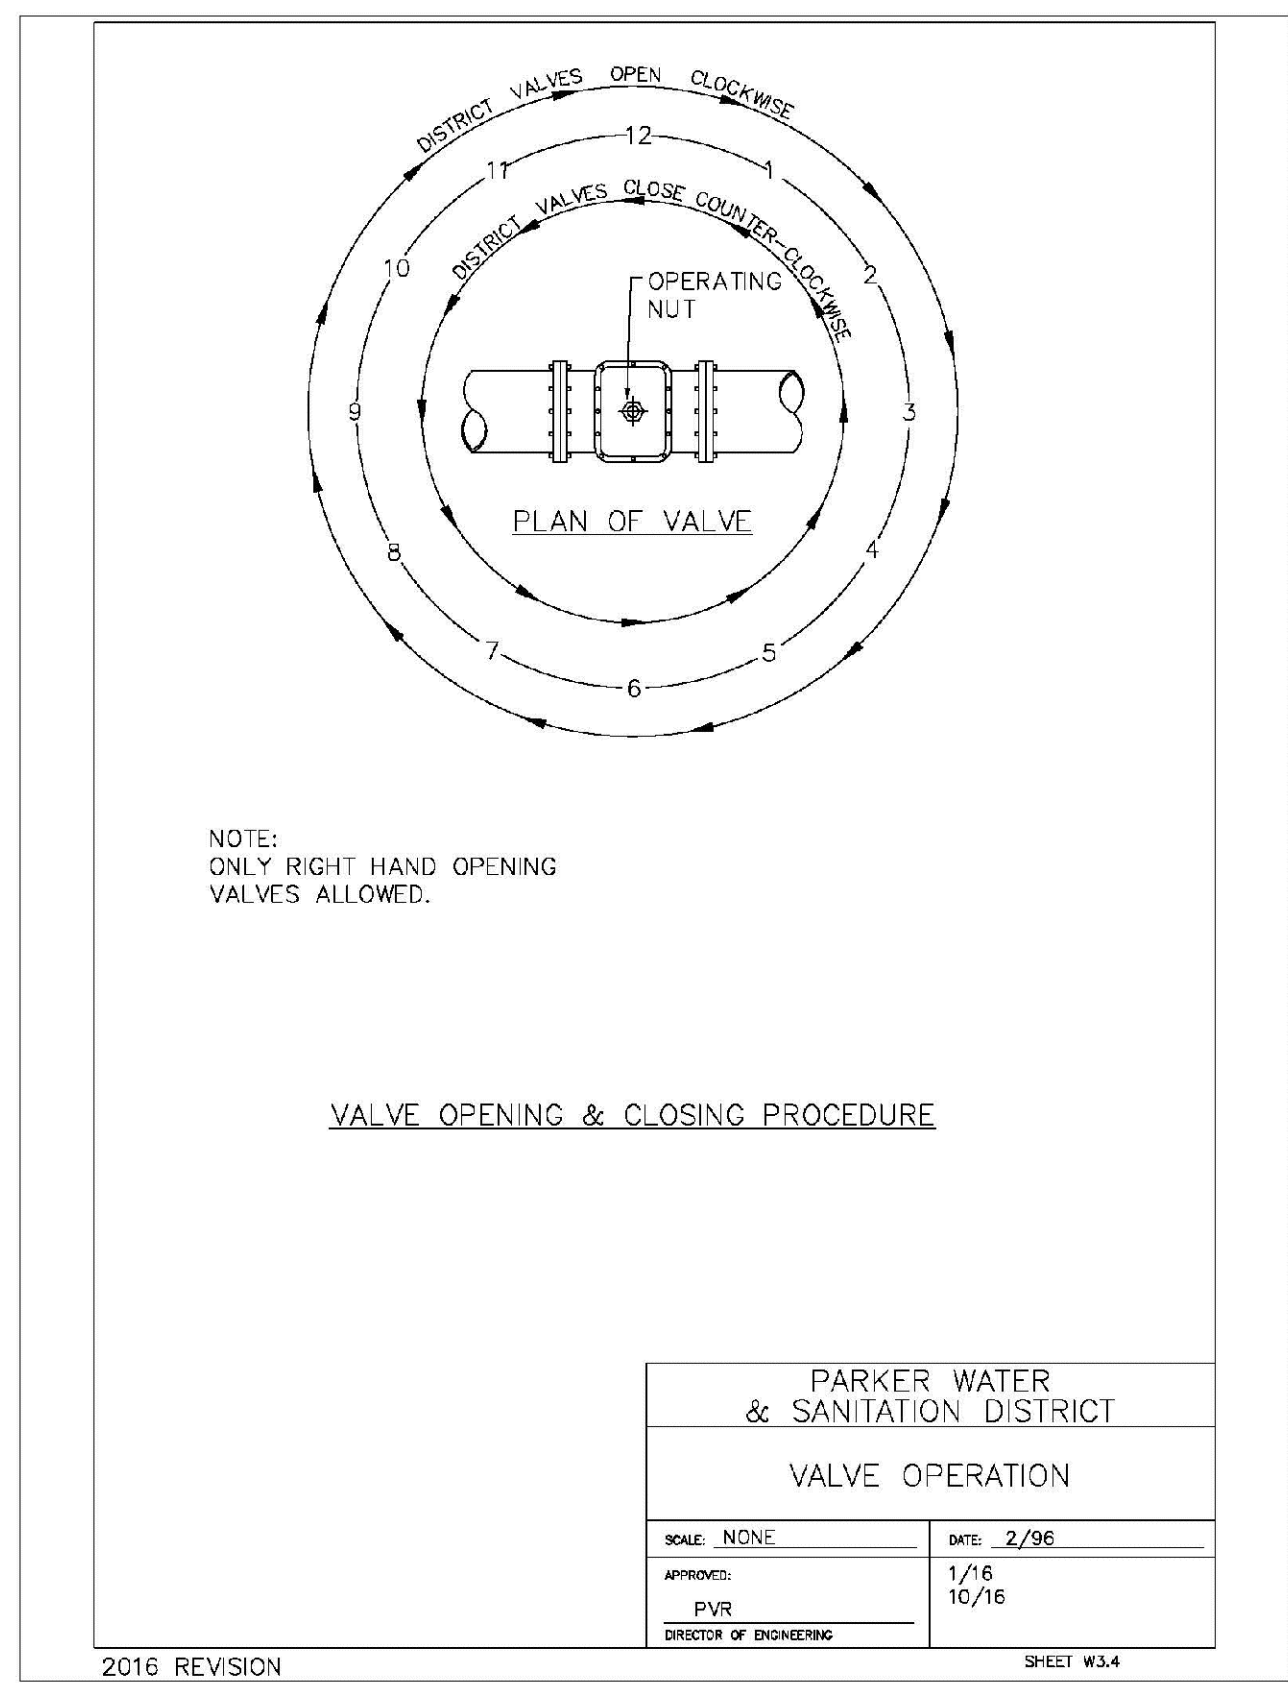 DISTRICT VALVES OPEN CLOCKWISE
12
1
2
3
4
5
6
7
8
9
10
11
DISTRICT VALVES CLOSE COUNTER-CLOCKWISE
OPERATING
NUT
PLAN OF VALVE
NOTE:
ONLY RIGHT HAND OPENING
VALVES ALLOWED.
VALVE OPENING & CLOSING PROCEDURE
PARKER WATER
& SANITATION DISTRICT
VALVE OPERATION
SCALE: NONE
DATE: 2/96
APPROVED:
1/16
10/16
PVR
DIRECTOR OF ENGINEERING
2016 REVISION
SHEET W3.4